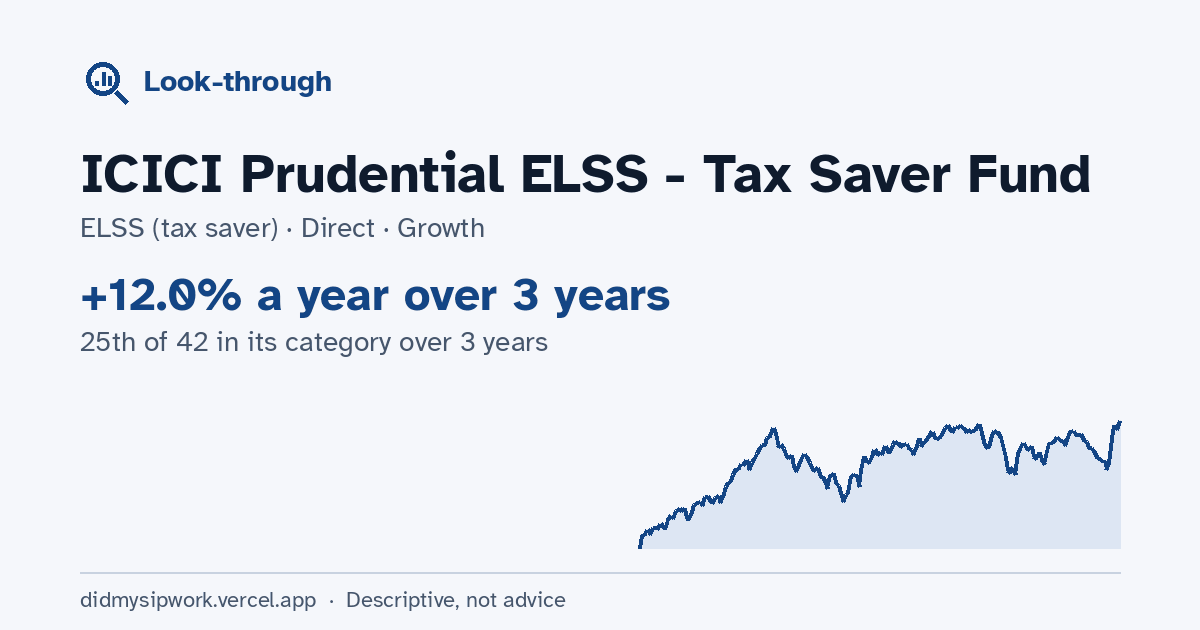 Look-through
ICICI Prudential ELSS - Tax Saver Fund
ELSS (tax saver) · Direct · Growth
+12.0% a year over 3 years
25th of 42 in its category over 3 years
didmysipwork.vercel.app · Descriptive, not advice